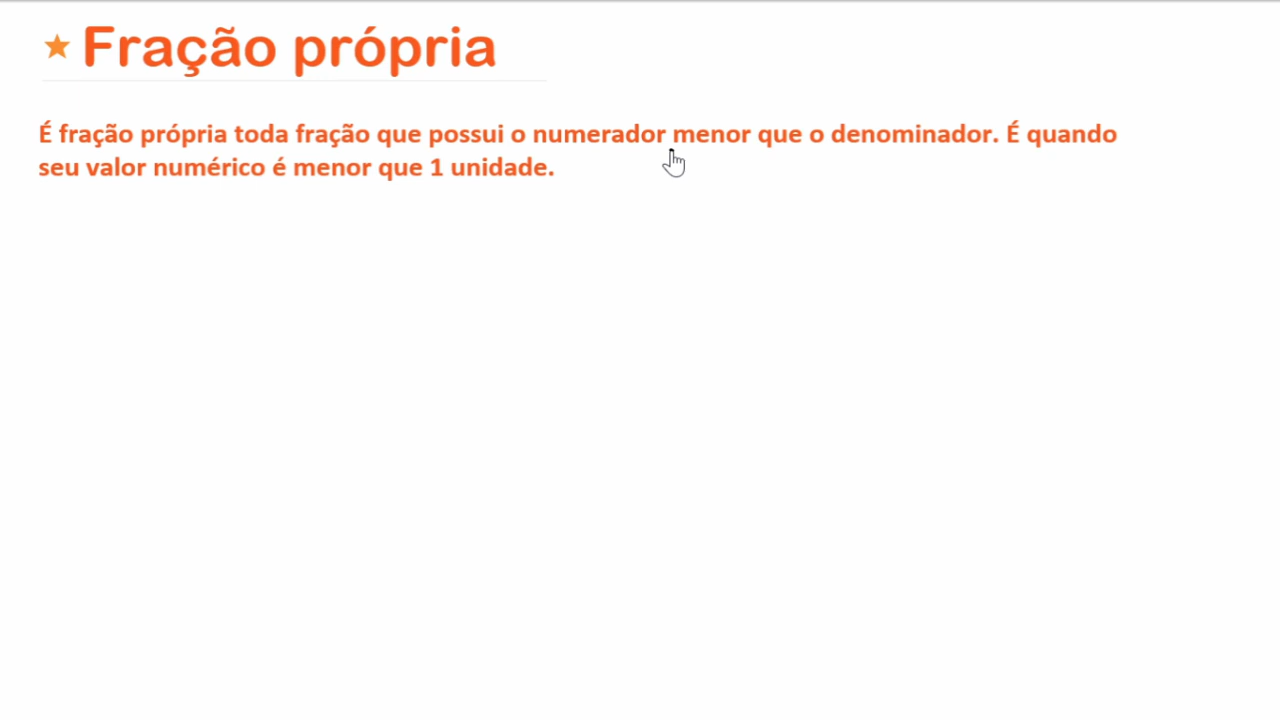 Fração própria
É fração própria toda fração que possui o numerador menor que o denominador. É quando
seu valor numérico é menor que 1 unidade.